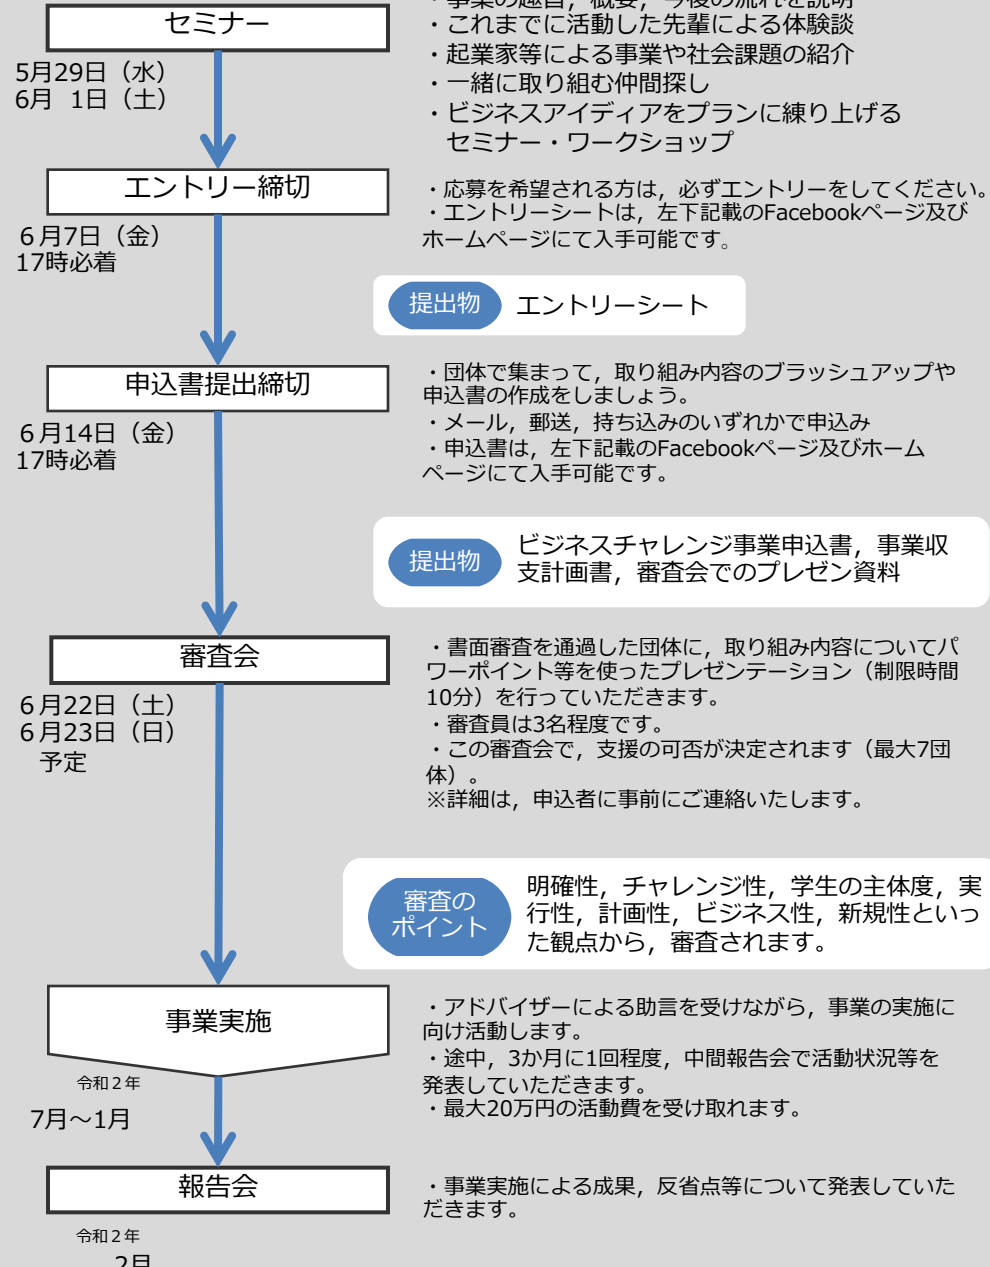 セミナー
5月29日（水）
6月 1日（土）
・事業の趣旨，概要，今後の流れを説明
・これまでに活動した先輩による体験談
・起業家等による事業や社会課題の紹介
・一緒に取り組む仲間探し
・ビジネスアイディアをプランに練り上げる
セミナー・ワークショップ
エントリー締切
６月7日（金）
17時必着
・応募を希望される方は，必ずエントリーをしてください。
・エントリーシートは，左下記載のFacebookページ及び
ホームページにて入手可能です。
提出物 エントリーシート
申込書提出締切
６月14日（金）
17時必着
・団体で集まって，取り組み内容のブラッシュアップや
申込書の作成をしましょう。
・メール，郵送，持ち込みのいずれかで申込み
・申込書は，左下記載のFacebookページ及びホーム
ページにて入手可能です。
提出物
ビジネスチャレンジ事業申込書，事業収
支計画書，審査会でのプレゼン資料
審査会
６月22日（土）
６月23日（日）
予定
・書面審査を通過した団体に，取り組み内容についてパ
ワーポイント等を使ったプレゼンテーション（制限時間
10分）を行っていただきます。
・審査員は3名程度です。
・この審査会で，支援の可否が決定されます（最大7団
体）。
※詳細は，申込者に事前にご連絡いたします。
審査の
ポイント
明確性，チャレンジ性，学生の主体度，実
行性，計画性，ビジネス性，新規性といっ
た観点から，審査されます。
事業実施
令和２年
7月～1月
・アドバイザーによる助言を受けながら，事業の実施に
向け活動します。
・途中，3か月に1回程度，中間報告会で活動状況等を
発表していただきます。
・最大20万円の活動費を受け取れます。
報告会
令和２年
2月
・事業実施による成果，反省点等について発表していた
だきます。